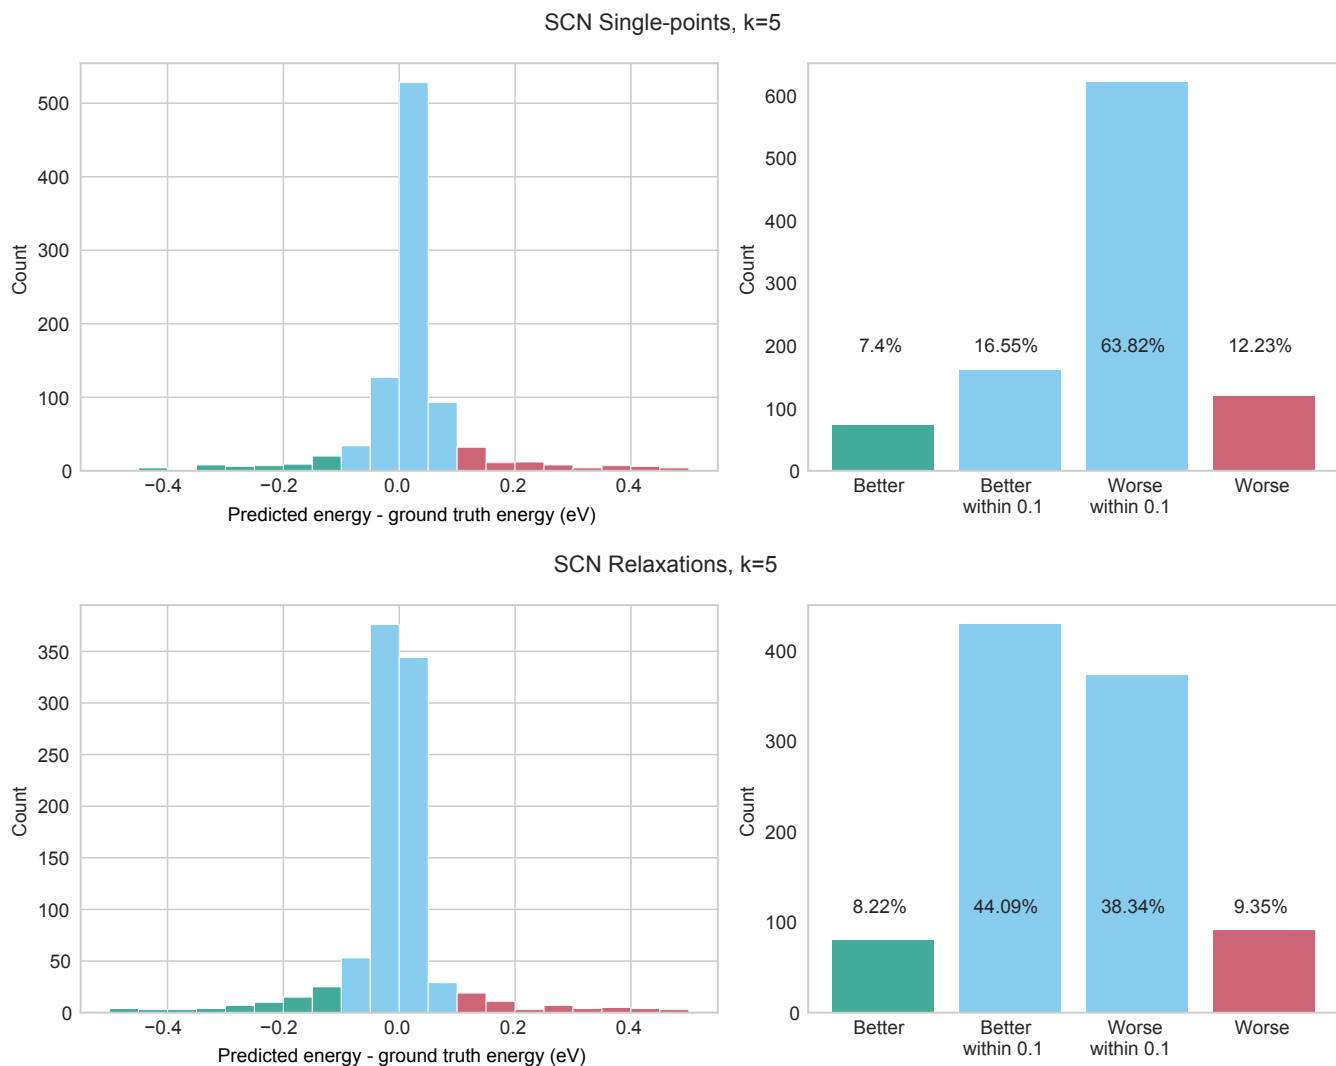 SCN Single-points, k=5
Count
500
400
300
200
100
0
−0.4
−0.2
0.0
0.2
0.4
Predicted energy - ground truth energy (eV)
Count
600
500
400
300
200
100
0
7.4%
16.55%
63.82%
12.23%
Better
Better
within 0.1
Worse
within 0.1
Worse
SCN Relaxations, k=5
Count
350
300
250
200
150
100
50
0
−0.4
−0.2
0.0
0.2
0.4
Predicted energy - ground truth energy (eV)
Count
400
300
200
100
0
8.22%
44.09%
38.34%
9.35%
Better
Better
within 0.1
Worse
within 0.1
Worse